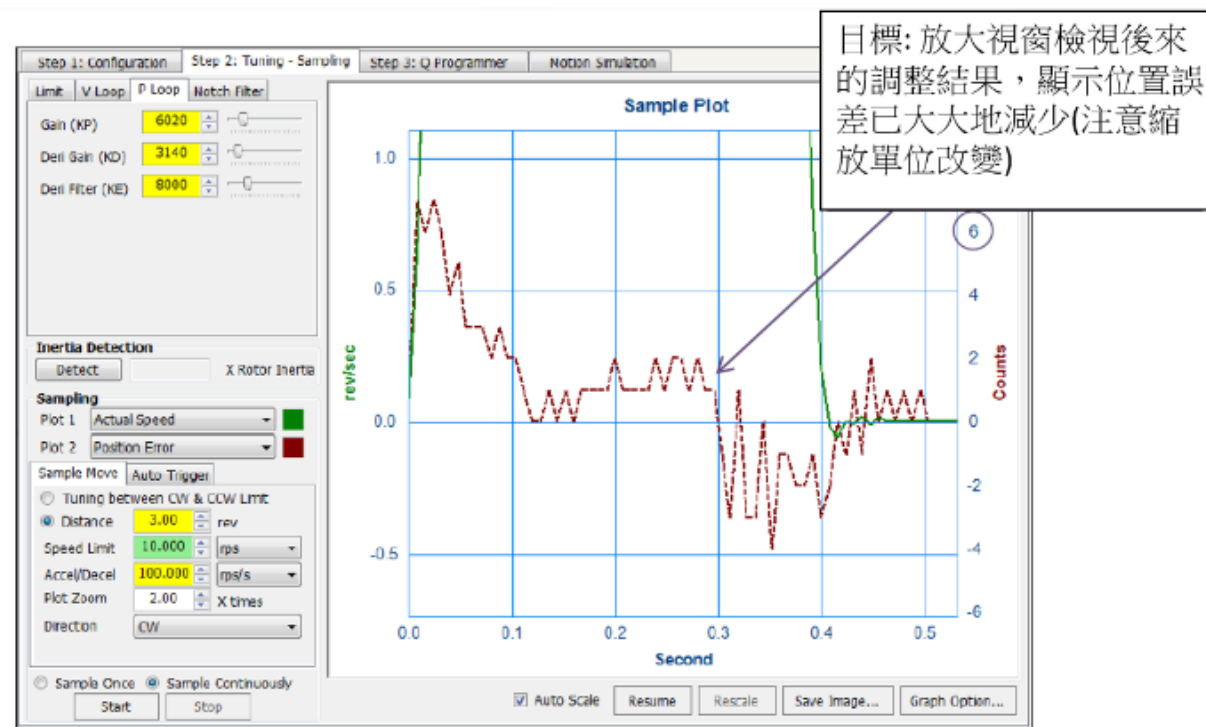 目標: 放大視窗檢視後來
的調整結果，顯示位置誤
差已大大地減少(注意縮
放單位改變)
Step 1: Configuration
Step 2: Tuning - Sampling
Step 3: Q Programmer
Motion Simulation
Limit
V Loop
P Loop
Notch Filter
Gain (KP)
6020
Deri Gain (KD)
3140
Deri Filter (KE)
8000
Inertia Detection
Detect
X Rotor Inertia
Sampling
Plot 1
Actual Speed
Plot 2
Position Error
Sample Move
Auto Trigger
Tuning between CW & CCW Limit
Distance
3.00
rev
Speed Limit
10.000
rps
Accel/Decel
100.000
rps/s
Plot Zoom
2.00
X times
Direction
CW
Sample Once
Sample Continuously
Start
Stop
Sample Plot
1.0
0.5
0.0
-0.5
rev/sec
6
4
2
0
-2
-4
-6
Counts
0.0
0.1
0.2
0.3
0.4
0.5
Second
Auto Scale
Resume
Rescale
Save Image...
Graph Option...